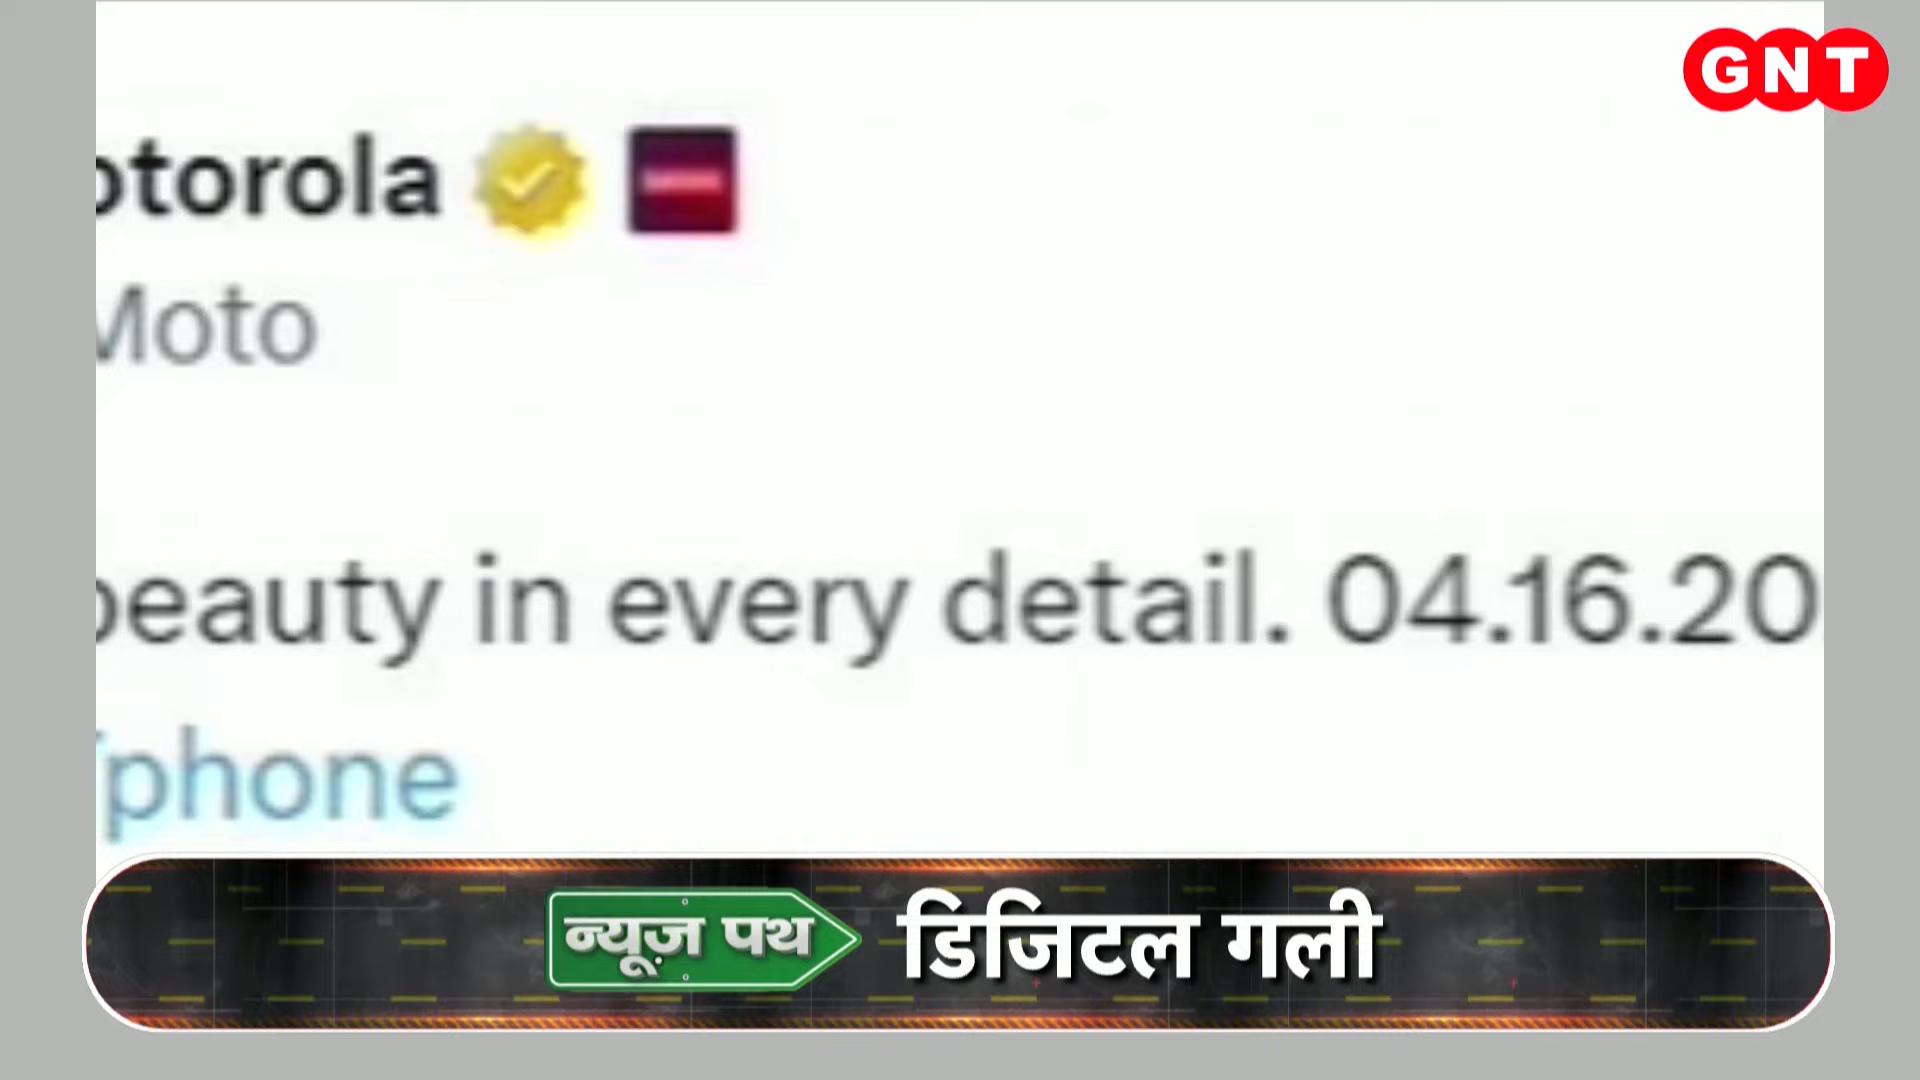 GNT
otorola
Moto
beauty in every detail. 04.16.20
phone
न्यूज़ पथ
डिजिटल गली